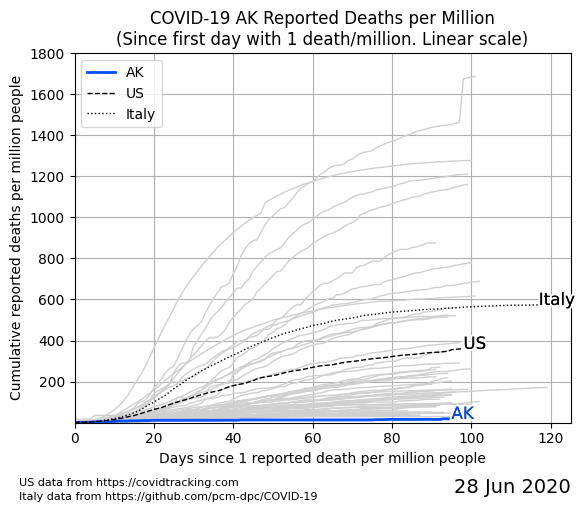 COVID-19 AK Reported Deaths per Million
(Since first day with 1 death/million. Linear scale)
Cumulative reported deaths per million people
1800
1600
1400
1200
1000
800
600
400
200
AK
US
Italy
Italy
US
AK
0
20
40
60
80
100
120
Days since 1 reported death per million people
US data from https://covidtracking.com
Italy data from https://github.com/pcm-dpc/COVID-19
28 Jun 2020